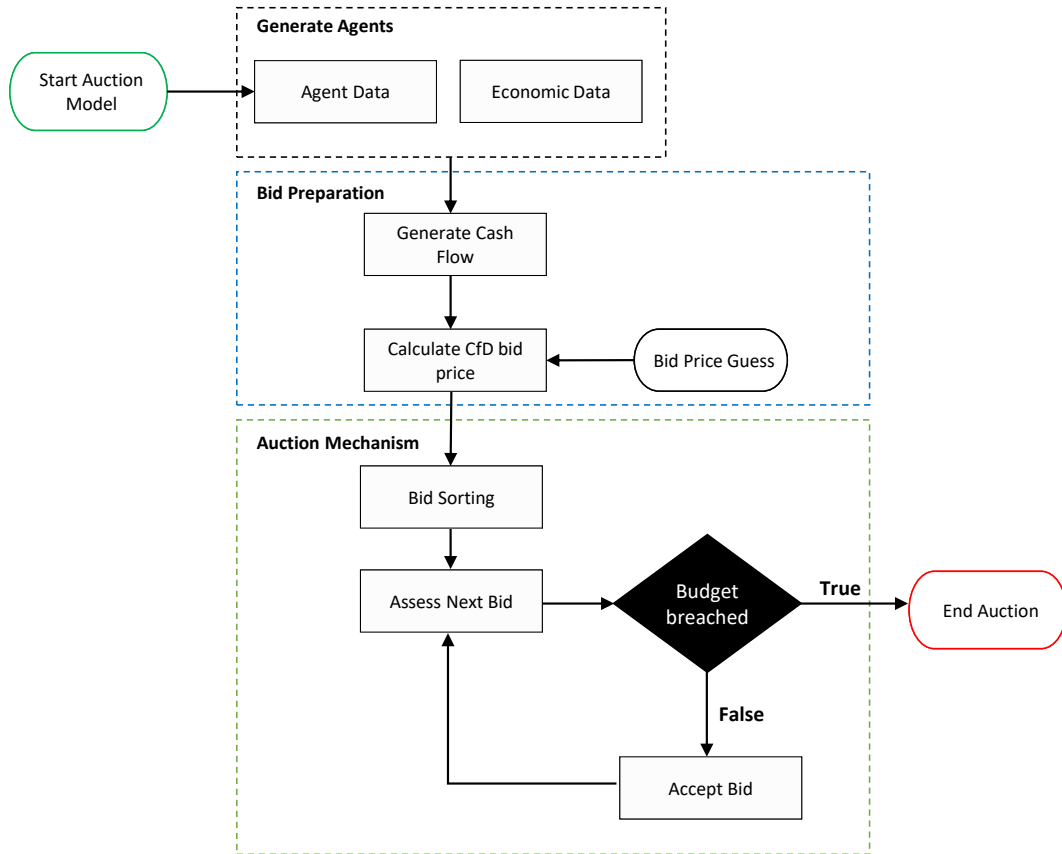 Generate Agents
Start Auction
Model
Agent Data
Economic Data
Bid Preparation
Generate Cash
Flow
Calculate CfD bid
price
Bid Price Guess
Auction Mechanism
Bid Sorting
Assess Next Bid
Budget
breached
True
End Auction
False
Accept Bid